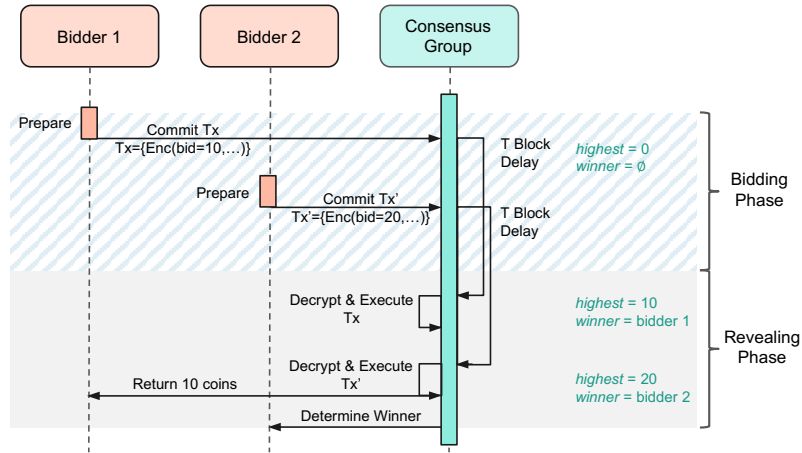 Bidder 1
Bidder 2
Consensus
Group
Prepare
Commit Tx
Tx={Enc(bid=10,…)}
T Block
Delay
highest = 0
winner = ∅
Bidding
Phase
Prepare
Commit Tx’
Tx’={Enc(bid=20,…)}
T Block
Delay
Decrypt & Execute
Tx
highest = 10
winner = bidder 1
Revealing
Phase
Decrypt & Execute
Tx’
Return 10 coins
highest = 20
winner = bidder 2
Determine Winner